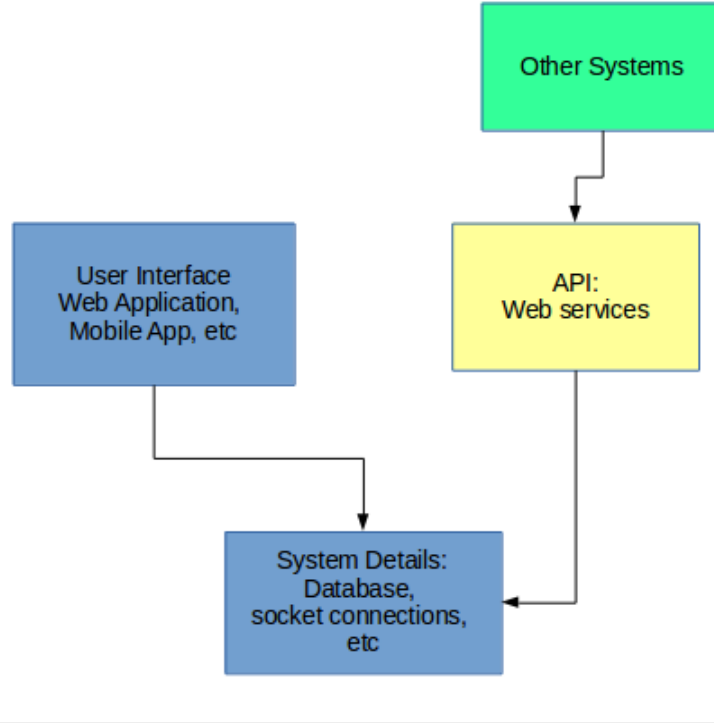 Other Systems
User Interface
Web Application,
Mobile App, etc
API:
Web services
System Details:
Database,
socket connections,
etc